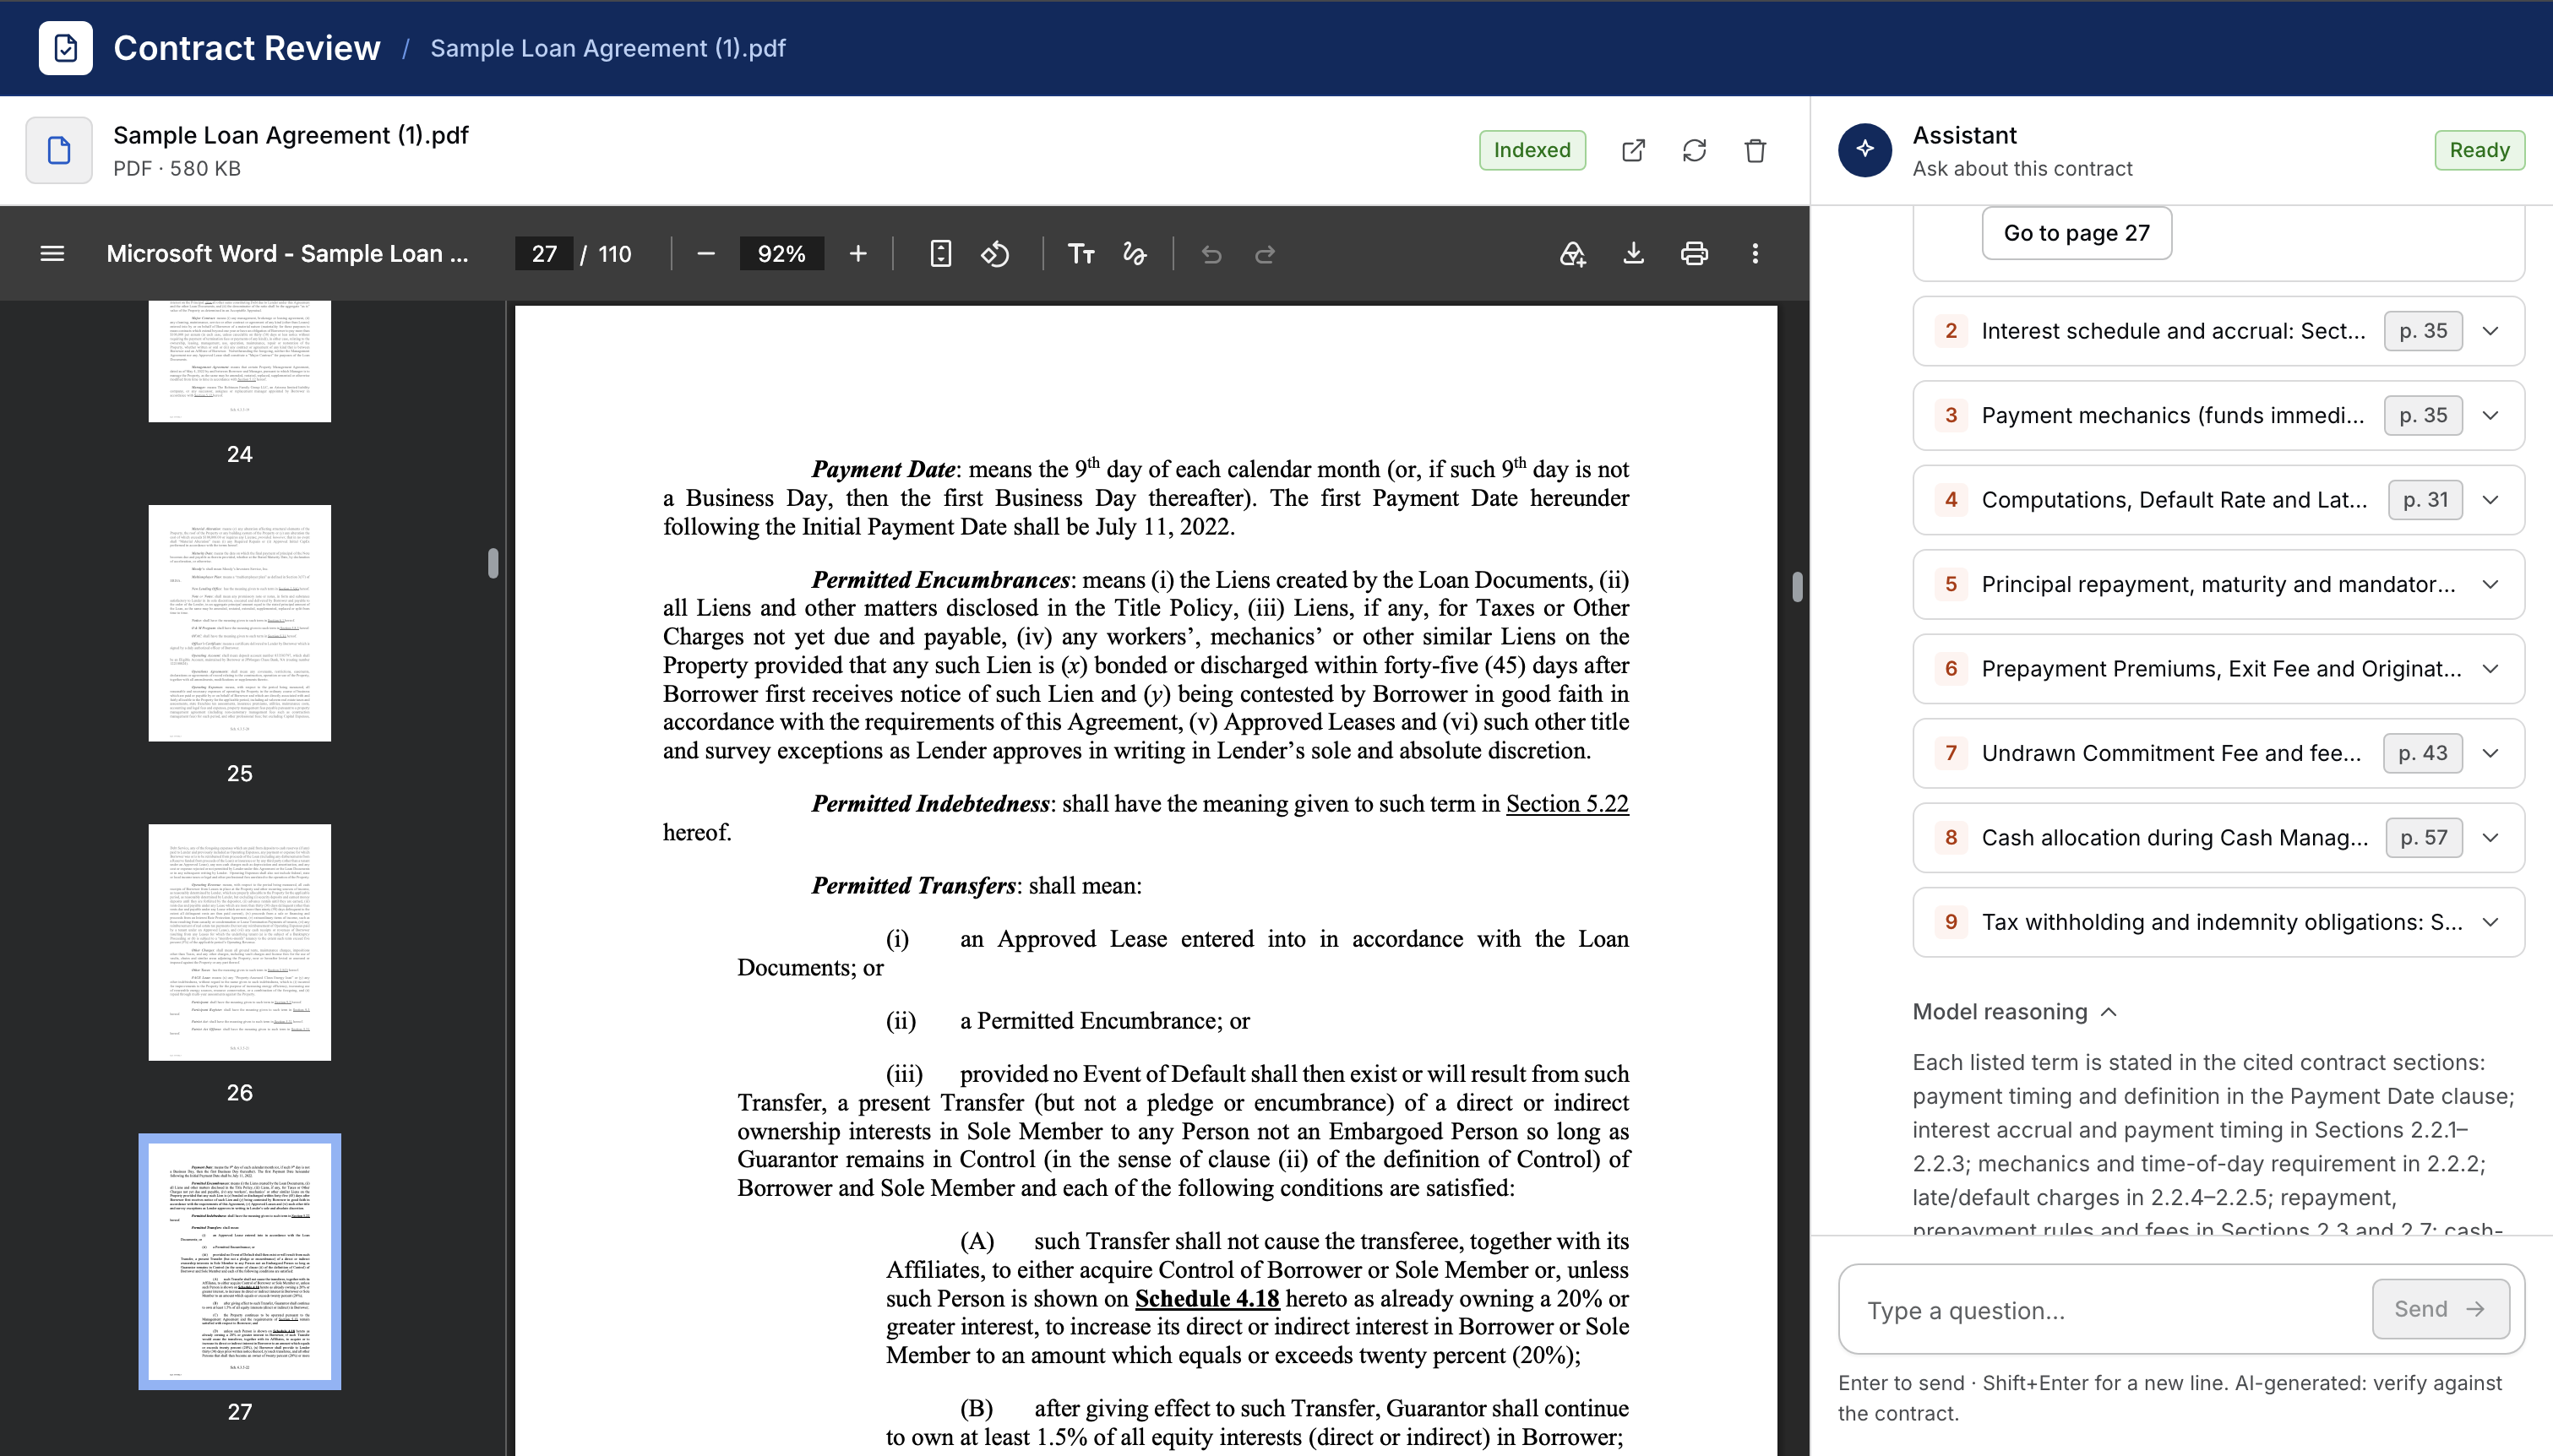 Contract Review / Sample Loan Agreement (1).pdf
Sample Loan Agreement (1).pdf
PDF · 580 KB
Indexed
Microsoft Word - Sample Loan ...
27 / 110
92%
24
25
26
27
Payment Date: means the 9th day of each calendar month (or, if such 9th day is not
a Business Day, then the first Business Day thereafter). The first Payment Date hereunder
following the Initial Payment Date shall be July 11, 2022.
Permitted Encumbrances: means (i) the Liens created by the Loan Documents, (ii)
all Liens and other matters disclosed in the Title Policy, (iii) Liens, if any, for Taxes or Other
Charges not yet due and payable, (iv) any workers’, mechanics’ or other similar Liens on the
Property provided that any such Lien is (x) bonded or discharged within forty-five (45) days after
Borrower first receives notice of such Lien and (y) being contested by Borrower in good faith in
accordance with the requirements of this Agreement, (v) Approved Leases and (vi) such other title
and survey exceptions as Lender approves in writing in Lender’s sole and absolute discretion.
Permitted Indebtedness: shall have the meaning given to such term in Section 5.22
hereof.
Permitted Transfers: shall mean:
(i) an Approved Lease entered into in accordance with the Loan
Documents; or
(ii) a Permitted Encumbrance; or
(iii) provided no Event of Default shall then exist or will result from such
Transfer, a present Transfer (but not a pledge or encumbrance) of a direct or indirect
ownership interests in Sole Member to any Person not an Embargoed Person so long as
Guarantor remains in Control (in the sense of clause (ii) of the definition of Control) of
Borrower and Sole Member and each of the following conditions are satisfied:
(A) such Transfer shall not cause the transferee, together with its
Affiliates, to either acquire Control of Borrower or Sole Member or, unless
such Person is shown on Schedule 4.18 hereto as already owning a 20% or
greater interest, to increase its direct or indirect interest in Borrower or Sole
Member to an amount which equals or exceeds twenty percent (20%);
(B) after giving effect to such Transfer, Guarantor shall continue
to own at least 1.5% of all equity interests (direct or indirect) in Borrower;
Assistant
Ask about this contract
Ready
Go to page 27
2 Interest schedule and accrual: Sect... p. 35
3 Payment mechanics (funds immedi... p. 35
4 Computations, Default Rate and Lat... p. 31
5 Principal repayment, maturity and mandator...
6 Prepayment Premiums, Exit Fee and Originat...
7 Undrawn Commitment Fee and fee... p. 43
8 Cash allocation during Cash Manag... p. 57
9 Tax withholding and indemnity obligations: S...
Model reasoning
Each listed term is stated in the cited contract sections:
payment timing and definition in the Payment Date clause;
interest accrual and payment timing in Sections 2.2.1–
2.2.3; mechanics and time-of-day requirement in 2.2.2;
late/default charges in 2.2.4–2.2.5; repayment,
prepayment rules and fees in Sections 2.3 and 2.7; cash-
Type a question...
Send
Enter to send · Shift+Enter for a new line. AI-generated: verify against
the contract.